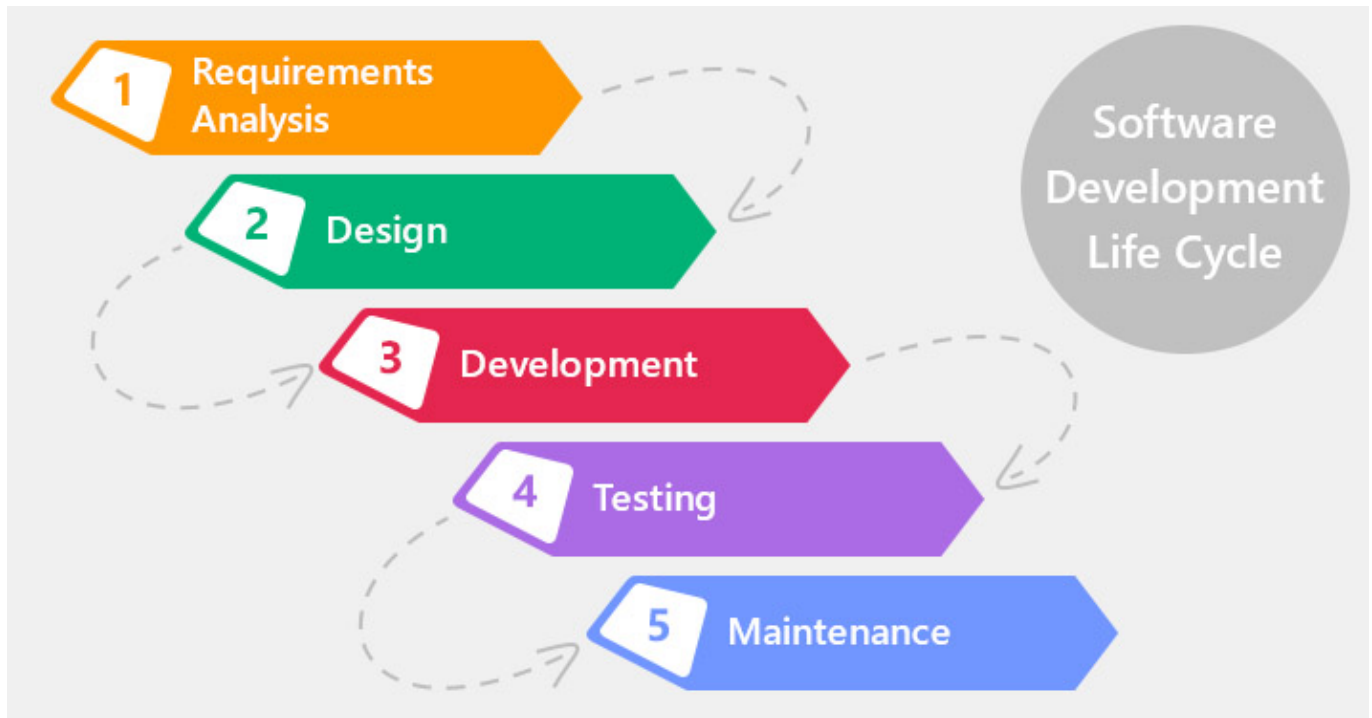 1
Requirements
Analysis
2
Design
3
Development
4
Testing
5
Maintenance
Software
Development
Life Cycle